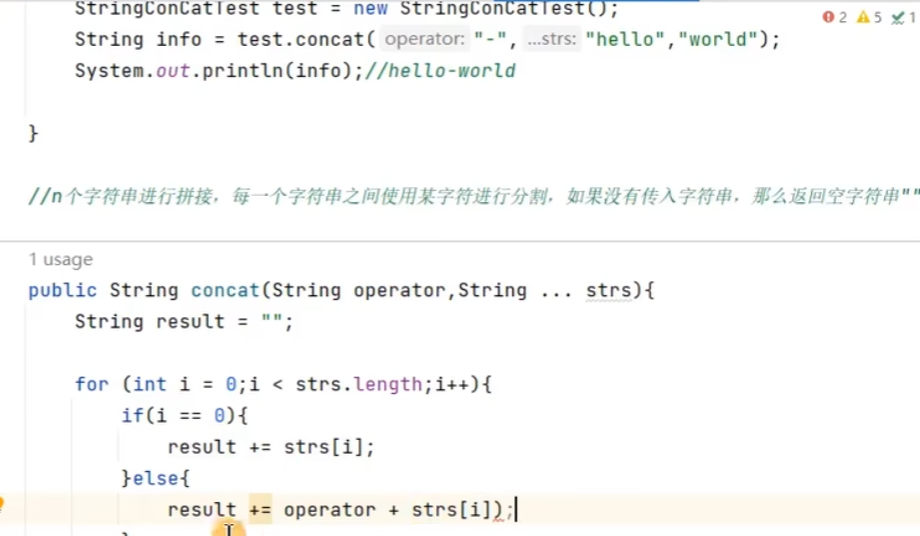 StringConCatTest test = new StringConCatTest();
String info = test.concat( operator: "-", ...strs: "hello","world");
System.out.println(info);//hello-world
2 5 1
}
//n个字符串进行拼接，每一个字符串之间使用某字符进行分割，如果没有传入字符串，那么返回空字符串""
1 usage
public String concat(String operator,String ... strs){
String result = "";
for (int i = 0;i < strs.length;i++){
if(i == 0){
result += strs[i];
}else{
result += operator + strs[i]);